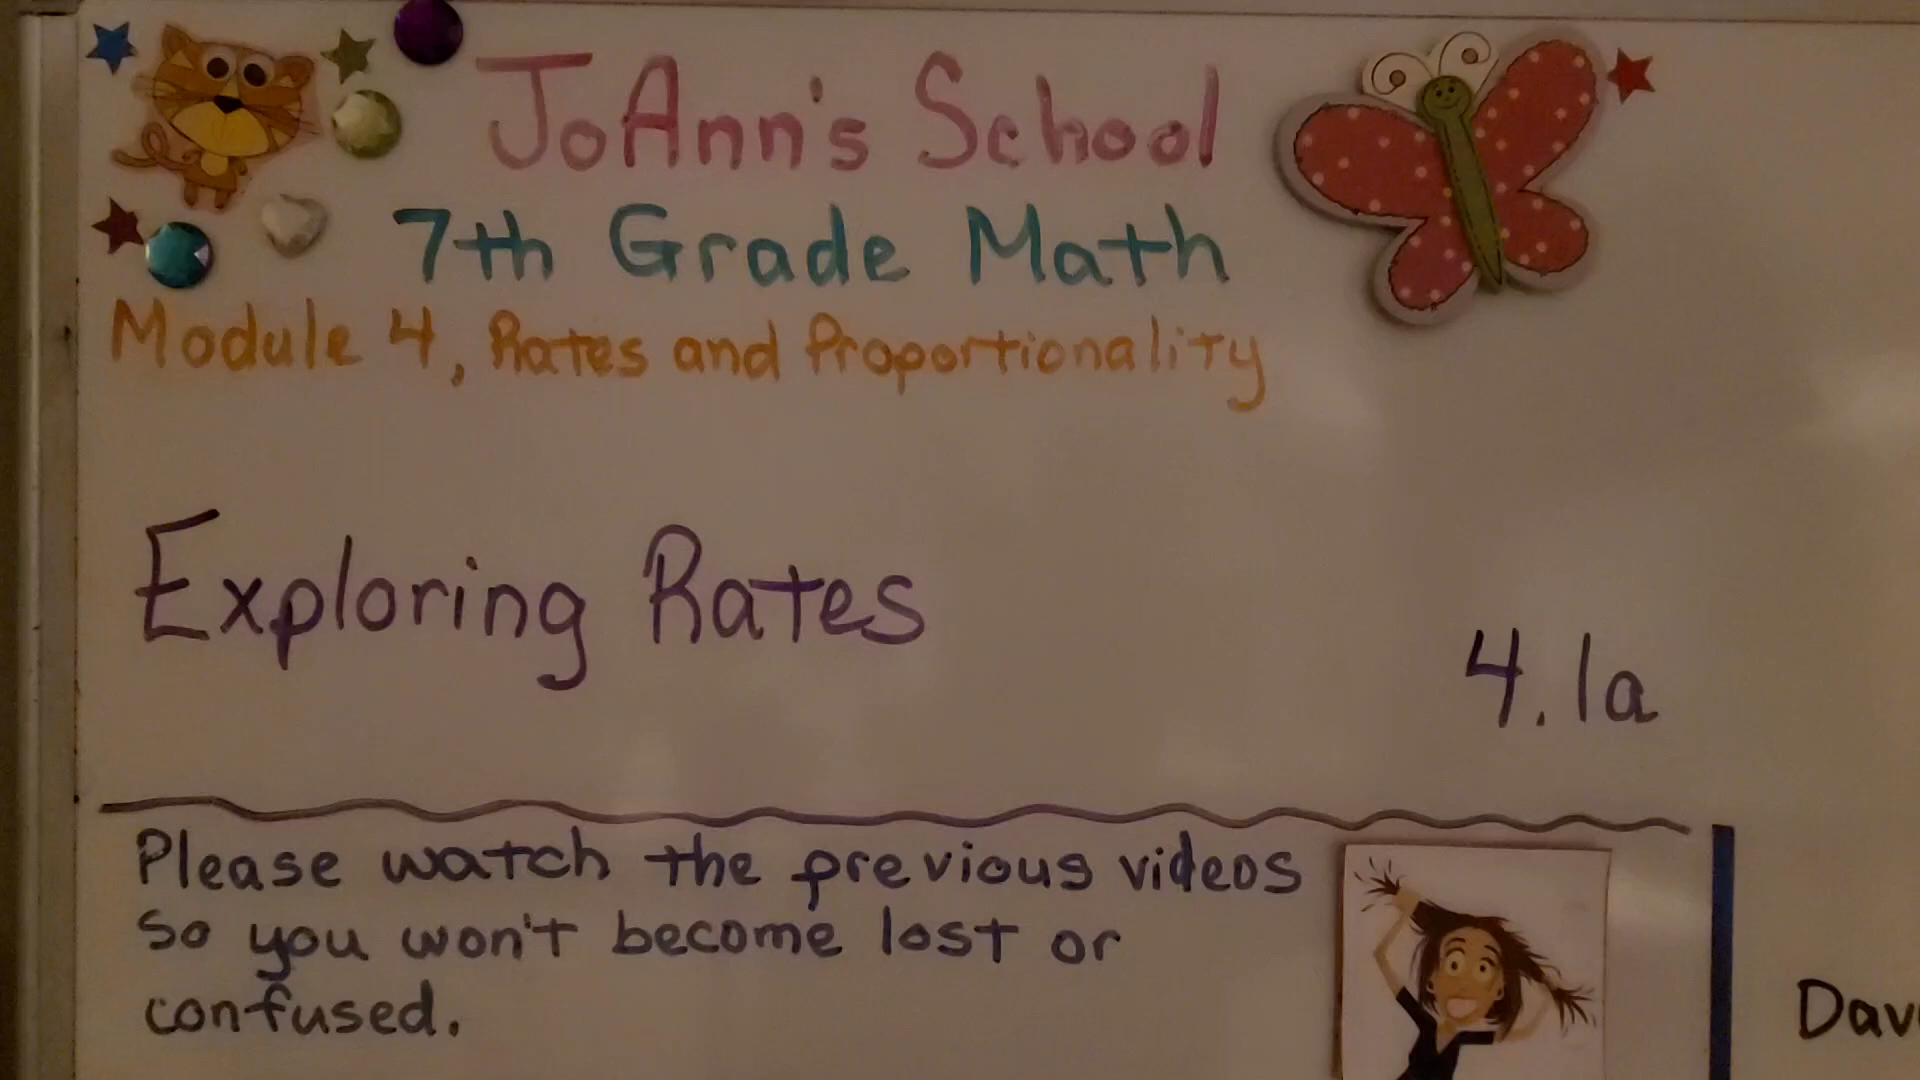 JoAnn's School
7th Grade Math
Module 4, Rates and Proportionality
Exploring Rates
4.1a
Please watch the previous videos
so you won't become lost or
confused.